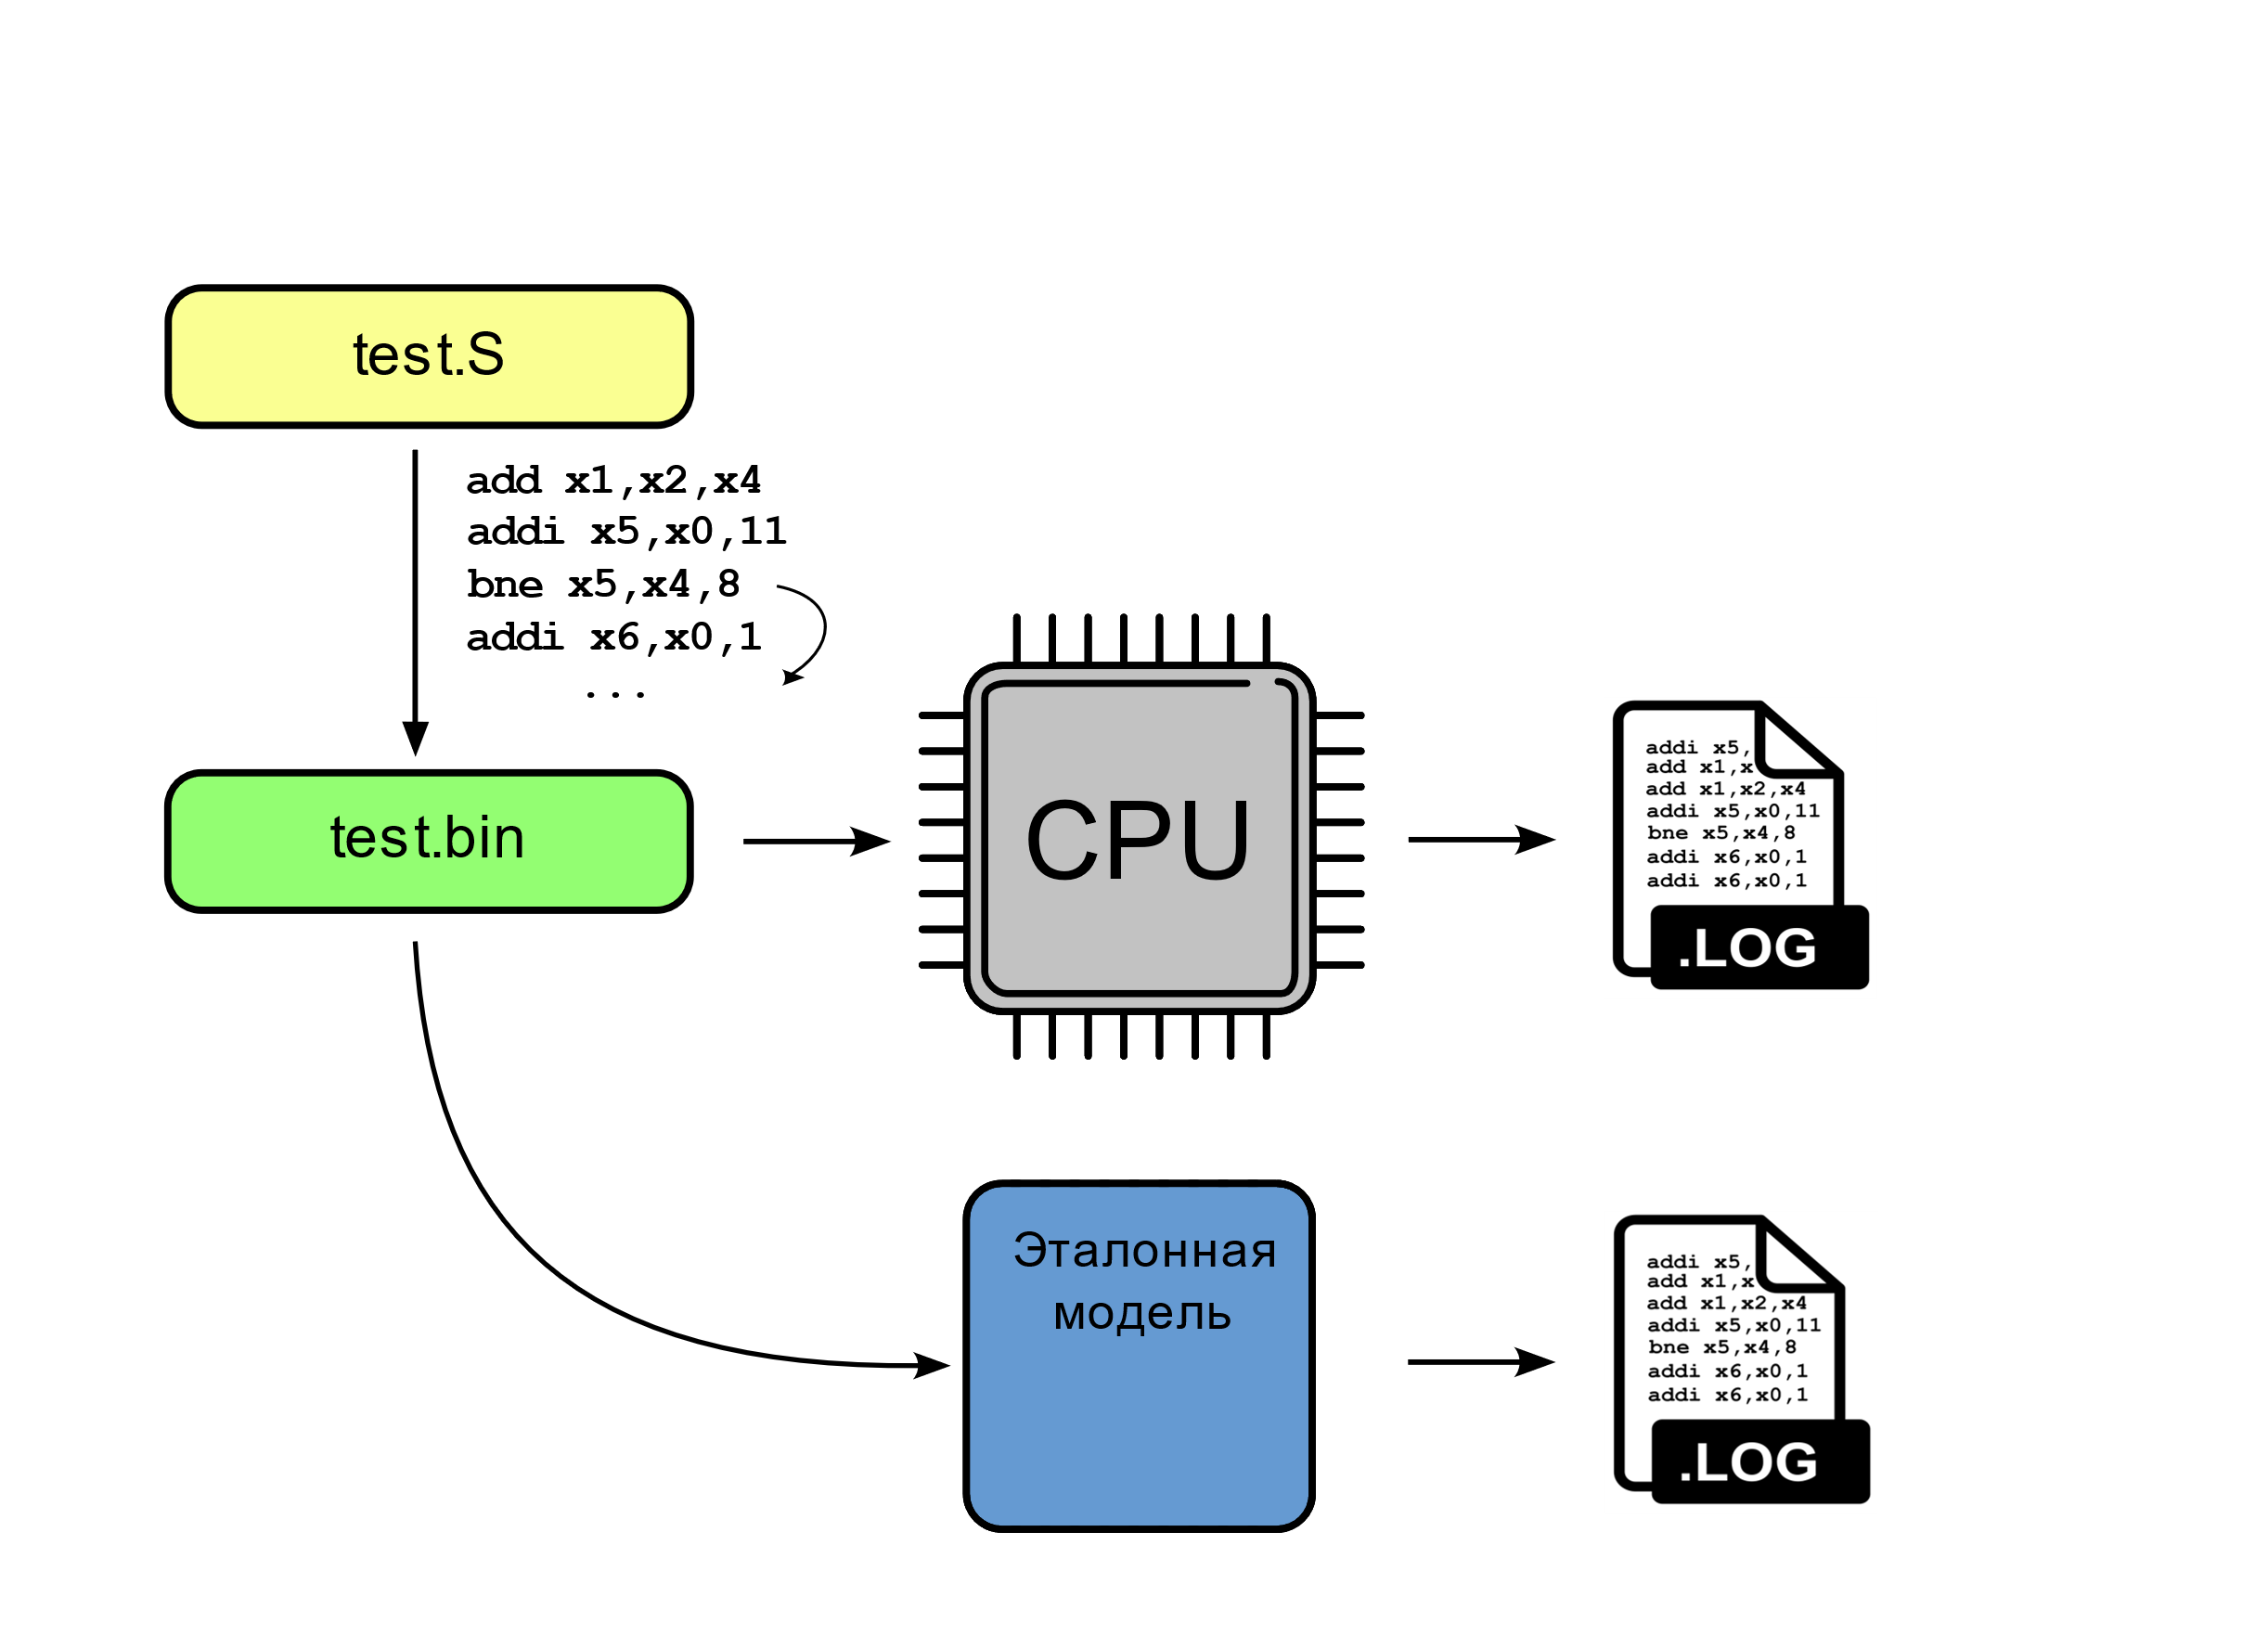 test.S
add x1,x2,x4
addi x5,x0,11
bne x5,x4,8
addi x6,x0,1
...
test.bin
CPU
addi x5,
add x1,x
add x1,x2,x4
addi x5,x0,11
bne x5,x4,8
addi x6,x0,1
addi x6,x0,1
.LOG
Эталонная
модель
addi x5,
add x1,x
add x1,x2,x4
addi x5,x0,11
bne x5,x4,8
addi x6,x0,1
addi x6,x0,1
.LOG